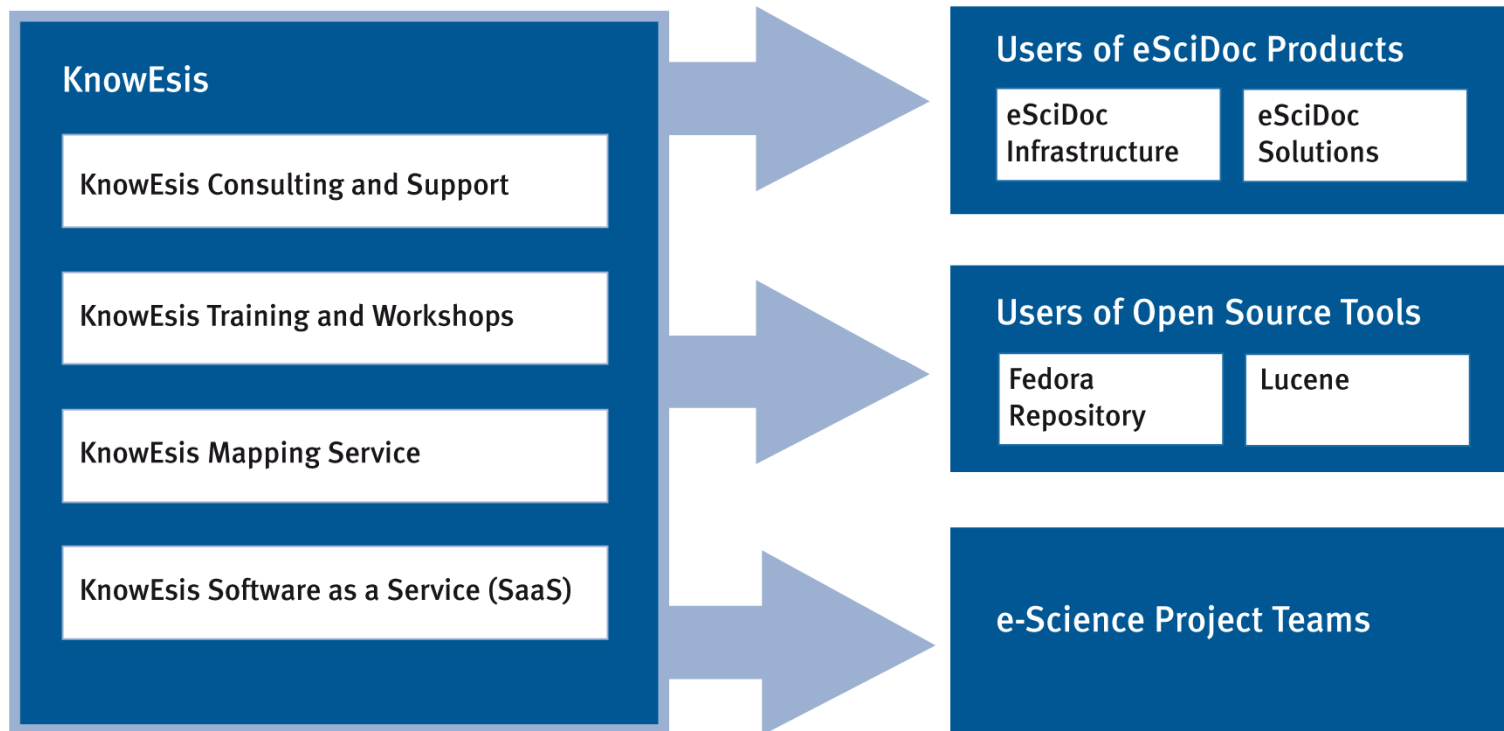 KnowEsis
KnowEsis Consulting and Support
KnowEsis Training and Workshops
KnowEsis Mapping Service
KnowEsis Software as a Service (SaaS)
Users of eSciDoc Products
eSciDoc
Infrastructure
eSciDoc
Solutions
Users of Open Source Tools
Fedora
Repository
Lucene
e-Science Project Teams